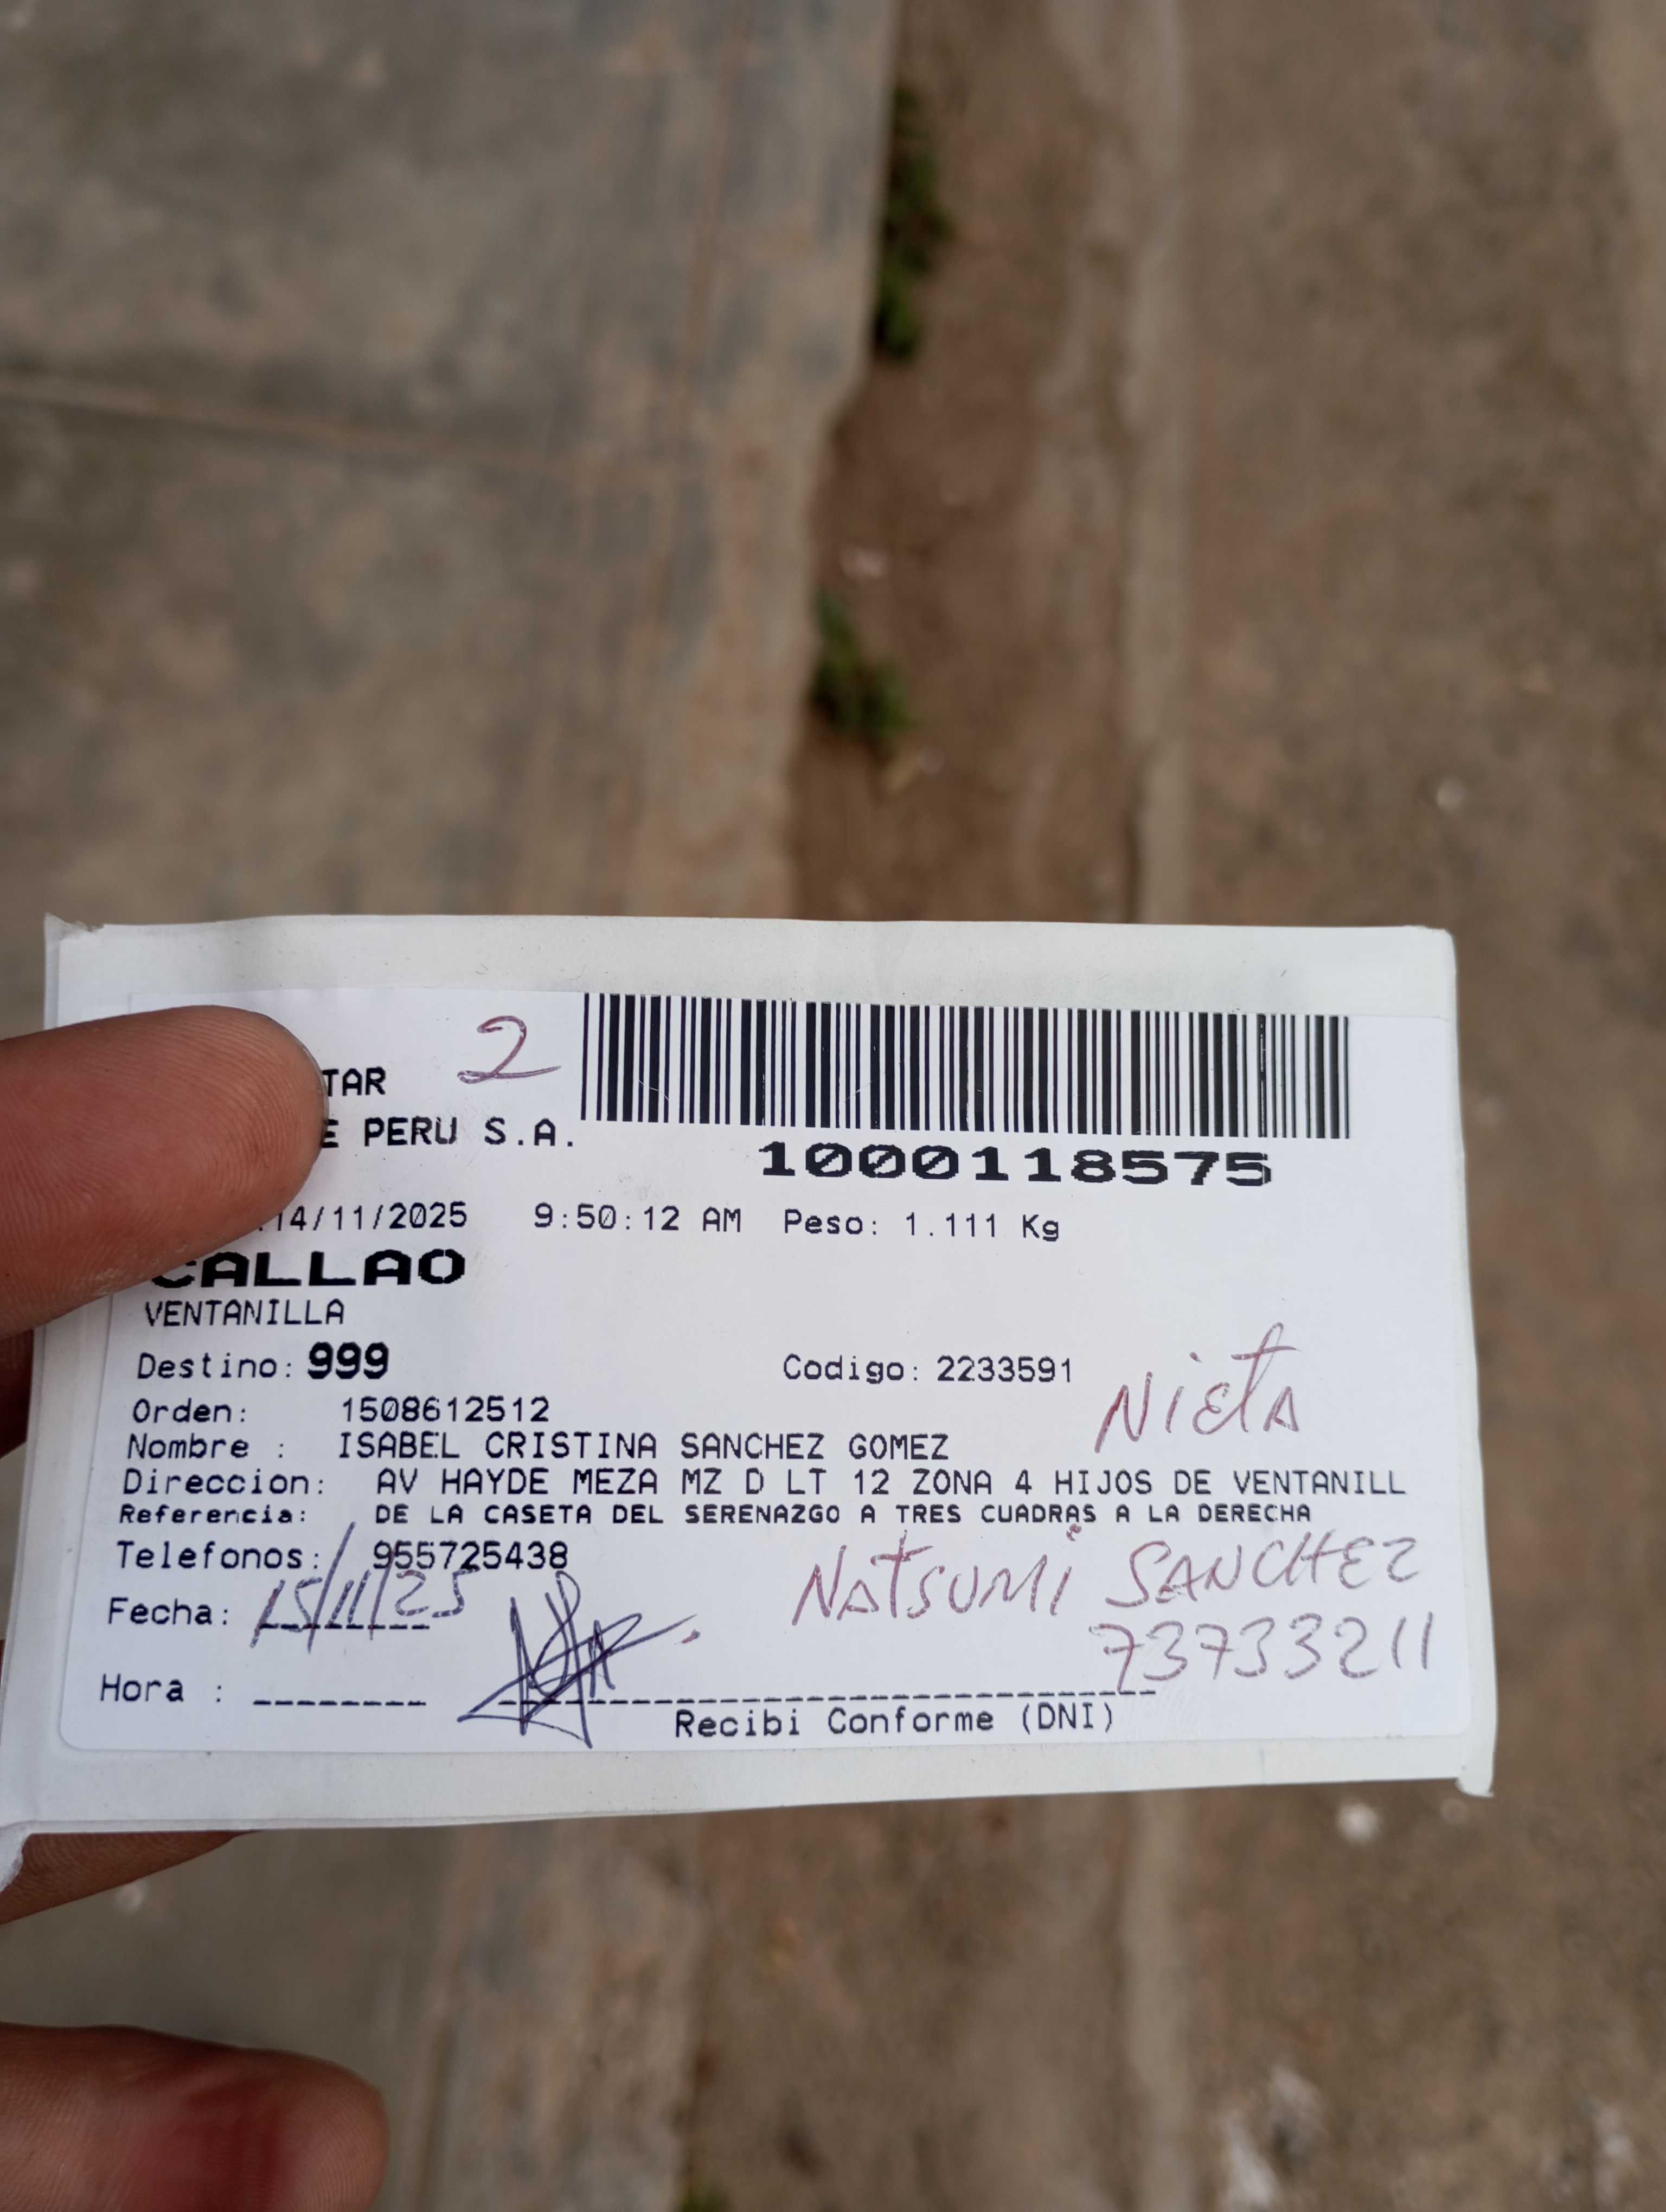 2
TAR
E PERU S.A.
1000118575
14/11/2025 9:50:12 AM Peso: 1.111 Kg
CALLAO
VENTANILLA
Destino: 999 Codigo: 2233591
Nieta
Orden: 1508612512
Nombre : ISABEL CRISTINA SANCHEZ GOMEZ
Direccion: AV HAYDE MEZA MZ D LT 12 ZONA 4 HIJOS DE VENTANILL
Referencia: DE LA CASETA DEL SERENAZGO A TRES CUADRAS A LA DERECHA
Telefonos: 955725438
NATSUMI SANCHEZ
Fecha: 15/11/25
73733211
Hora : --------
Recibi Conforme (DNI)